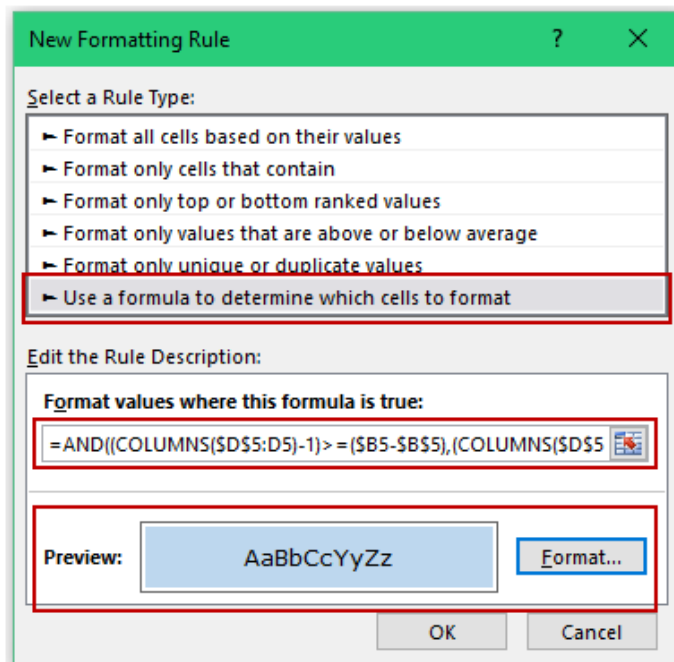 New Formatting Rule ? ×
Select a Rule Type:
► Format all cells based on their values
► Format only cells that contain
► Format only top or bottom ranked values
► Format only values that are above or below average
► Format only unique or duplicate values
► Use a formula to determine which cells to format
Edit the Rule Description:
Format values where this formula is true:
=AND((COLUMNS($D$5:D5)-1)>=($B5-$B$5),(COLUMNS($D$5
Preview: AaBbCcYyZz Format...
OK Cancel